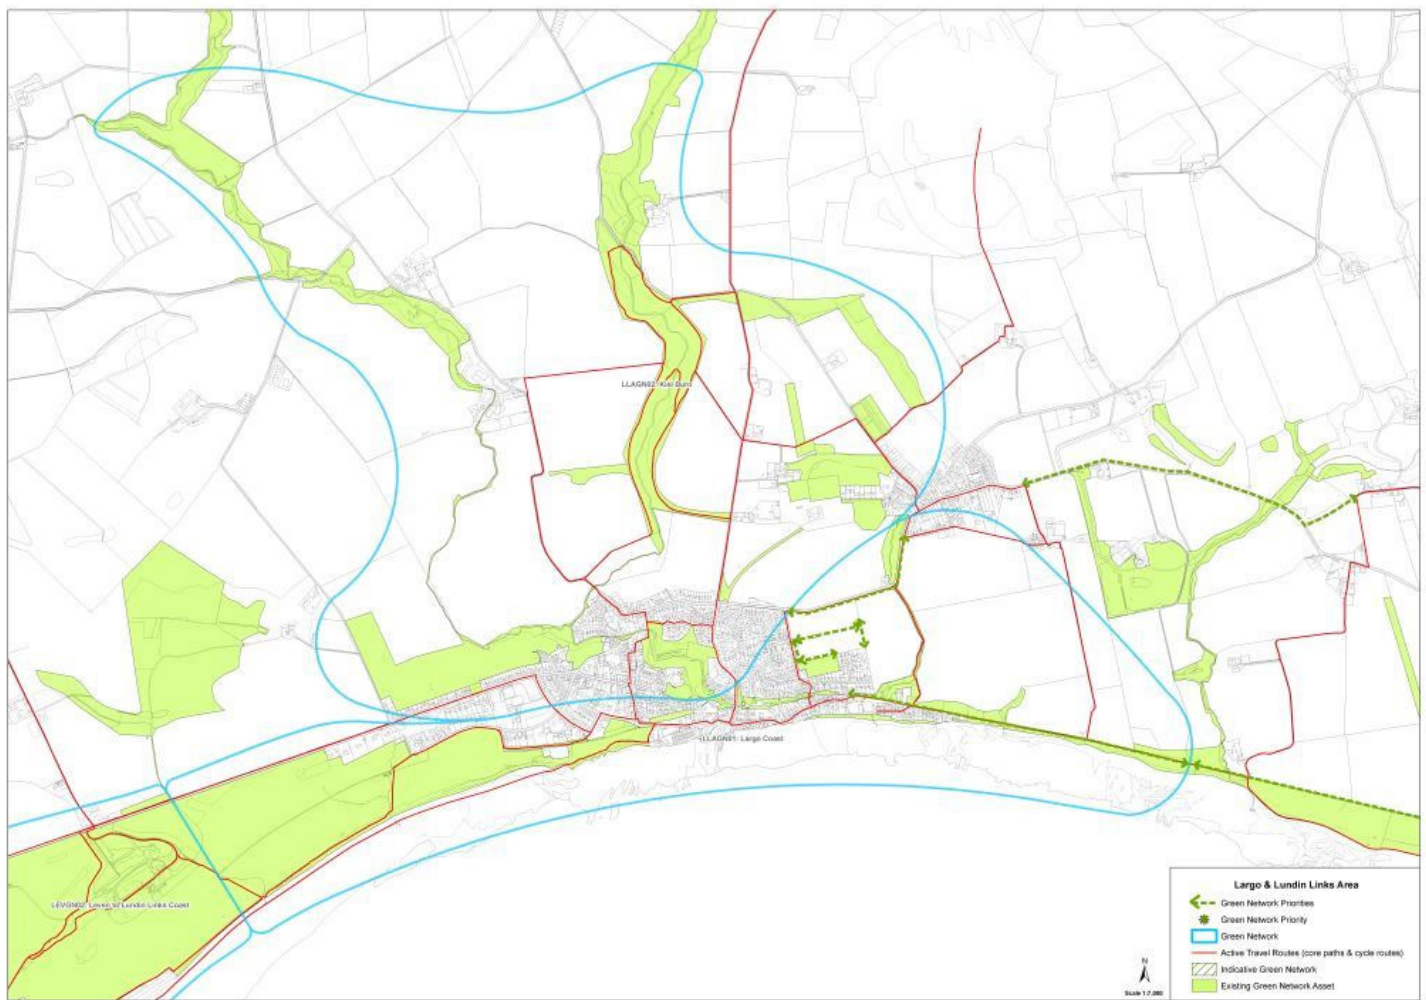 LLAGN02: Kiel Burn
LLAGN01: Largo Coast
LEVGN02: Leven to Lundin Links Coast
Largo & Lundin Links Area
Green Network Priorities
Green Network Priority
Green Network
Active Travel Routes (core paths & cycle routes)
Indicative Green Network
Existing Green Network Asset
N